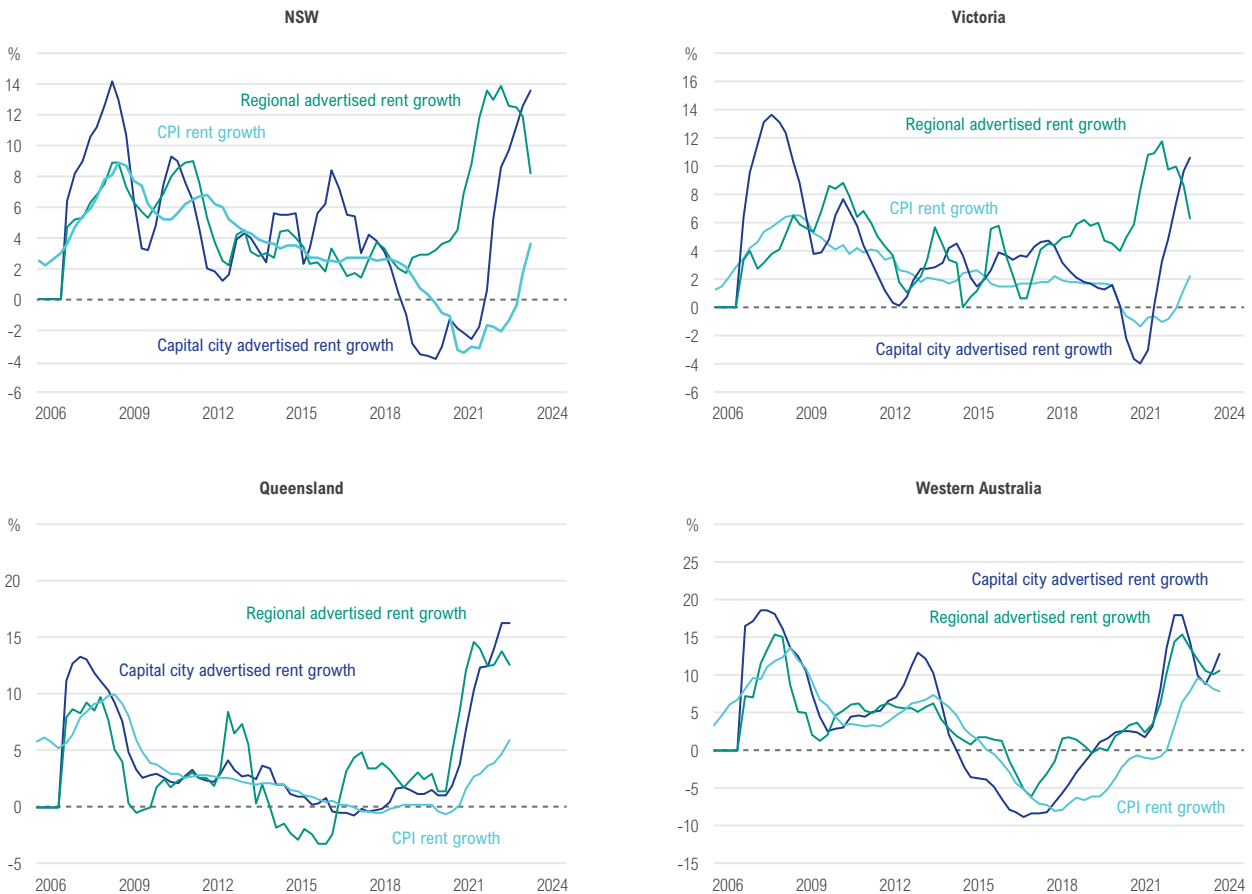 NSW
%
14
12
10
8
6
4
2
0
-2
-4
-6
Regional advertised rent growth
CPI rent growth
Capital city advertised rent growth
2006 2009 2012 2015 2018 2021 2024
Victoria
%
16
14
12
10
8
6
4
2
0
-2
-4
-6
Regional advertised rent growth
CPI rent growth
Capital city advertised rent growth
2006 2009 2012 2015 2018 2021 2024
Queensland
%
20
15
10
5
0
-5
Regional advertised rent growth
Capital city advertised rent growth
CPI rent growth
2006 2009 2012 2015 2018 2021 2024
Western Australia
%
25
20
15
10
5
0
-5
-10
-15
Capital city advertised rent growth
Regional advertised rent growth
CPI rent growth
2006 2009 2012 2015 2018 2021 2024